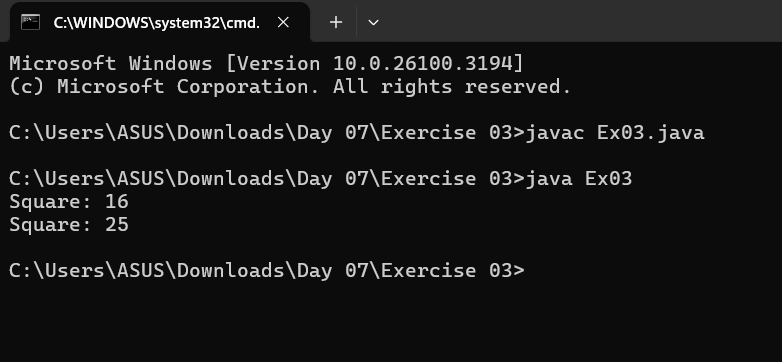 C:\WINDOWS\system32\cmd.
Microsoft Windows [Version 10.0.26100.3194]
(c) Microsoft Corporation. All rights reserved.
C:\Users\ASUS\Downloads\Day 07\Exercise 03>javac Ex03.java
C:\Users\ASUS\Downloads\Day 07\Exercise 03>java Ex03
Square: 16
Square: 25
C:\Users\ASUS\Downloads\Day 07\Exercise 03>